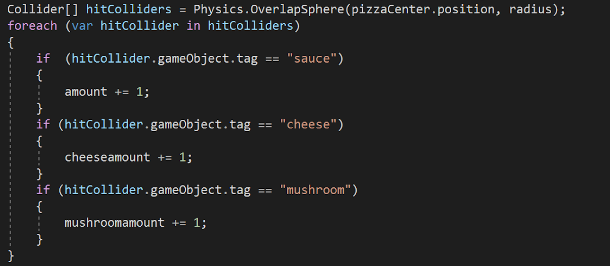 Collider[] hitColliders = Physics.OverlapSphere(pizzaCenter.position, radius);
foreach (var hitCollider in hitColliders)
{
    if  (hitCollider.gameObject.tag == "sauce")
    {
        amount += 1;
    }
    if (hitCollider.gameObject.tag == "cheese")
    {
        cheeseamount += 1;
    }
    if (hitCollider.gameObject.tag == "mushroom")
    {
        mushroomamount += 1;
    }
}